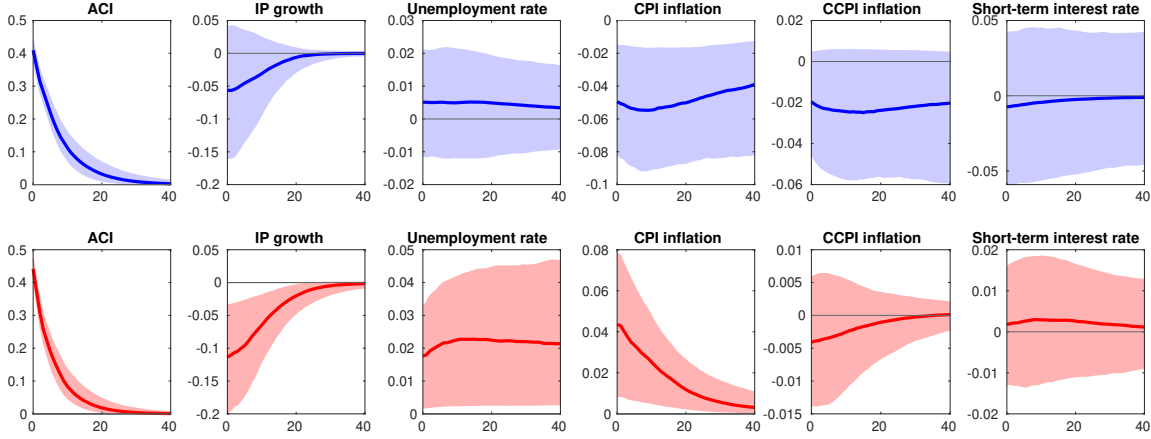 ACI IP growth Unemployment rate CPI inflation CCPI inflation Short-term interest rate
0.5 0.05 0.03 0 0.02 0.05
0.4 0 0.02 -0.02 0
0.3 -0.05 0.01 -0.04 -0.02 0
0.2 -0.1 0 -0.06
0.1 -0.15 -0.01 -0.08 -0.04 -0.05
0 -0.2 -0.02 -0.1 -0.06
0 20 40 0 20 40 0 20 40 0 20 40 0 20 40 0 20 40
ACI IP growth Unemployment rate CPI inflation CCPI inflation Short-term interest rate
0.5 0.05 0.05 0.08 0.01 0.02
0.4 0 0.04 0.06 0.005 0.01
0.3 -0.05 0.03 0.04 0 0
0.2 -0.1 0.02 -0.005
0.1 -0.15 0.01 0.02 -0.01 -0.01
0 -0.2 0 0 -0.015 -0.02
0 20 40 0 20 40 0 20 40 0 20 40 0 20 40 0 20 40